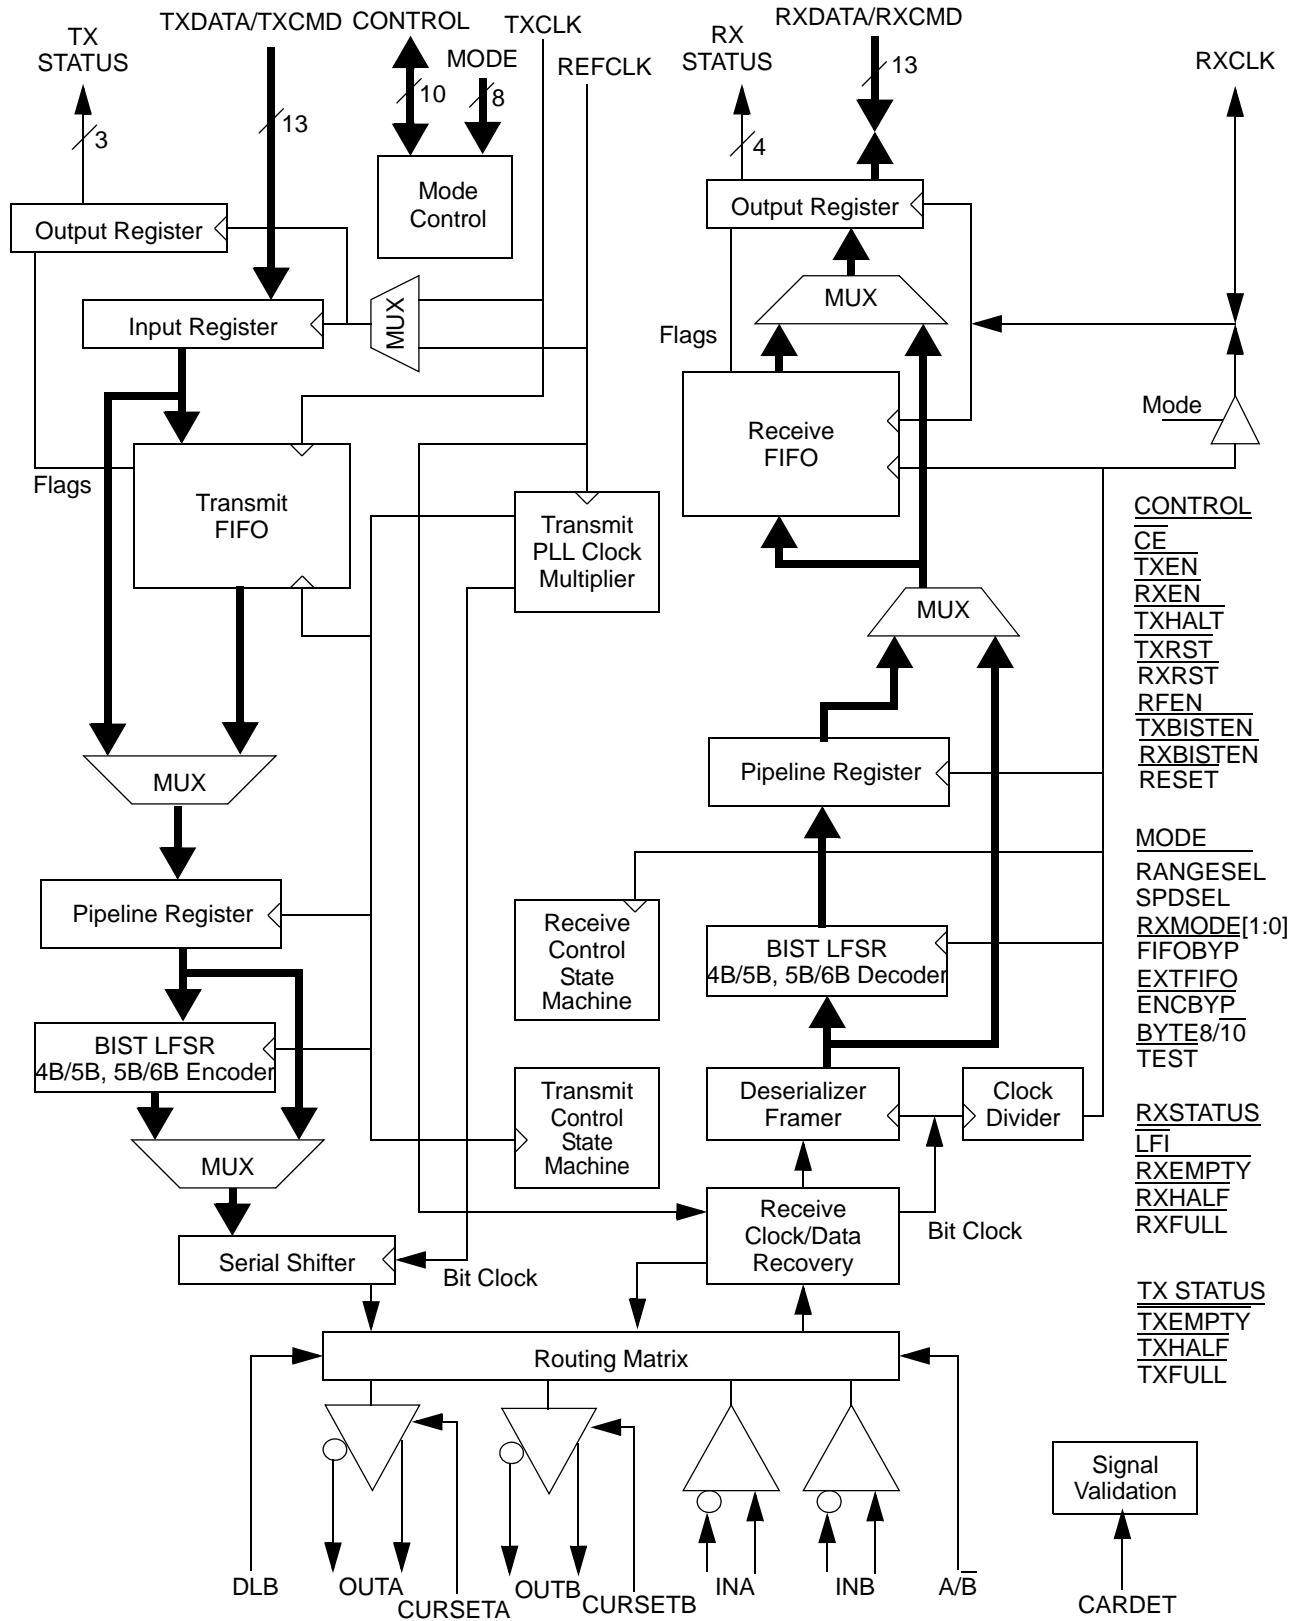 TX
STATUS
TXDATA/TXCMD
CONTROL
MODE
TXCLK
REFCLK
RX
STATUS
RXDATA/RXCMD
RXCLK
3
13
10
8
4
13
Mode
Control
Output Register
Input Register
MUX
Flags
Transmit
FIFO
Transmit
PLL Clock
Multiplier
MUX
Pipeline Register
BIST LFSR
4B/5B, 5B/6B Encoder
MUX
Serial Shifter
Bit Clock
Output Register
MUX
Flags
Receive
FIFO
Mode
MUX
Pipeline Register
Receive
Control
State
Machine
BIST LFSR
4B/5B, 5B/6B Decoder
Transmit
Control
State
Machine
Deserializer
Framer
Clock
Divider
Receive
Clock/Data
Recovery
Bit Clock
Routing Matrix
DLB
OUTA
CURSETA
OUTB
CURSETB
INA
INB
A/B
Signal
Validation
CARDET
CONTROL
CE
TXEN
RXEN
TXHALT
TXRST
RXRST
RFEN
TXBISTEN
RXBISTEN
RESET
MODE
RANGESEL
SPDSEL
RXMODE[1:0]
FIFOBYP
EXTFIFO
ENCBYP
BYTE8/10
TEST
RXSTATUS
LFI
RXEMPTY
RXHALF
RXFULL
TX STATUS
TXEMPTY
TXHALF
TXFULL